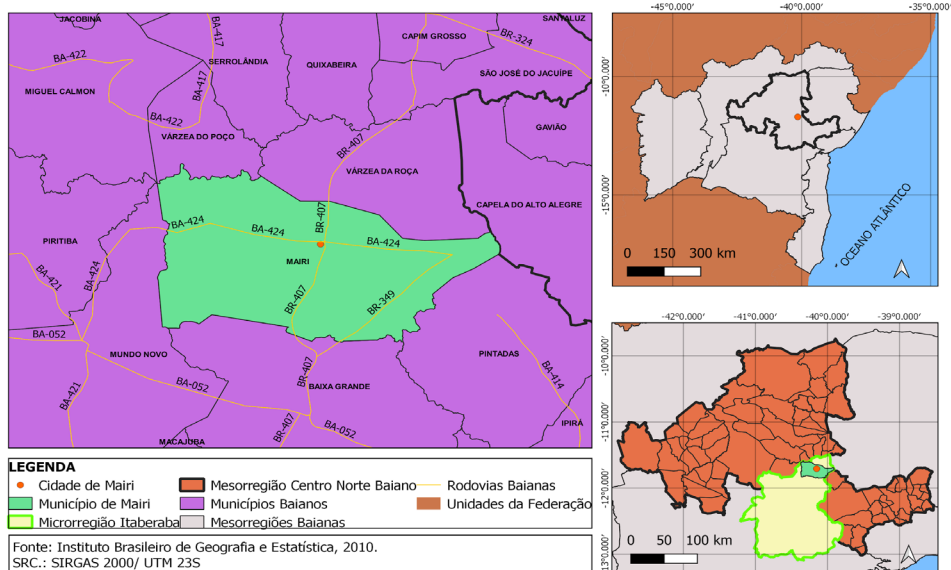 JACOBINA
BA-417
CAPIM GROSSO
SANTALUZ
BR-324
BA-422
SERROLÂNDIA
QUIXABEIRA
SÃO JOSÉ DO JACUÍPE
MIGUEL CALMON
BA-417
BA-422
GAVIÃO
VÁRZEA DO POÇO
BR-407
VÁRZEA DA ROÇA
CAPELA DO ALTO ALEGRE
BA-424
BR-407
BA-424
BA-424
PIRITIBA
MAIRI
BA-421
BA-424
BR-407
BR-349
BA-052
MUNDO NOVO
PINTADAS
BR-407
BA-052
BAIXA GRANDE
BA-414
BA-421
BR-407
BA-052
IPIRÁ
MACAJUBA
-45°0.000'
-40°0.000'
-35°0.000'
-10°0.000'
-15°0.000'
OCEANO ATLÂNTICO
0 150 300 km
-42°0.000'
-41°0.000'
-40°0.000'
-39°0.000'
-10°0.000'
-11°0.000'
-12°0.000'
-13°0.000'
0 50 100 km
LEGENDA
Cidade de Mairi
Mesorregião Centro Norte Baiano
Rodovias Baianas
Município de Mairi
Municípios Baianos
Unidades da Federação
Microrregião Itaberaba
Mesorregiões Baianas
Fonte: Instituto Brasileiro de Geografia e Estatística, 2010.
SRC.: SIRGAS 2000/ UTM 23S